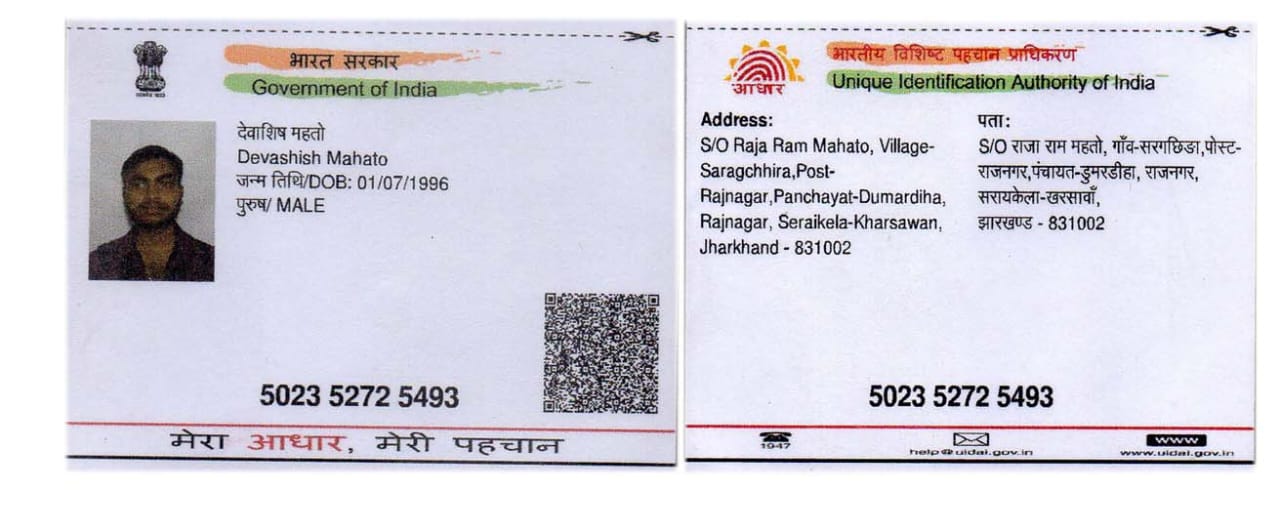 भारत सरकार
Government of India
देवाशिष महतो
Devashish Mahato
जन्म तिथि/DOB: 01/07/1996
पुरुष/ MALE
5023 5272 5493
मेरा आधार, मेरी पहचान
आधार
भारतीय विशिष्ट पहचान प्राधिकरण
Unique Identification Authority of India
Address:
S/O Raja Ram Mahato, Village-
Saragchhira,Post-
Rajnagar,Panchayat-Dumardiha,
Rajnagar, Seraikela-Kharsawan,
Jharkhand - 831002
पता:
S/O राजा राम महतो, गाँव-सरगछिङा,पोस्ट-
राजनगर,पंचायत-डुमरडीहा, राजनगर,
सरायकेला-खरसावाँ,
झारखण्ड - 831002
5023 5272 5493
1947
help@uidai.gov.in
www
www.uidai.gov.in